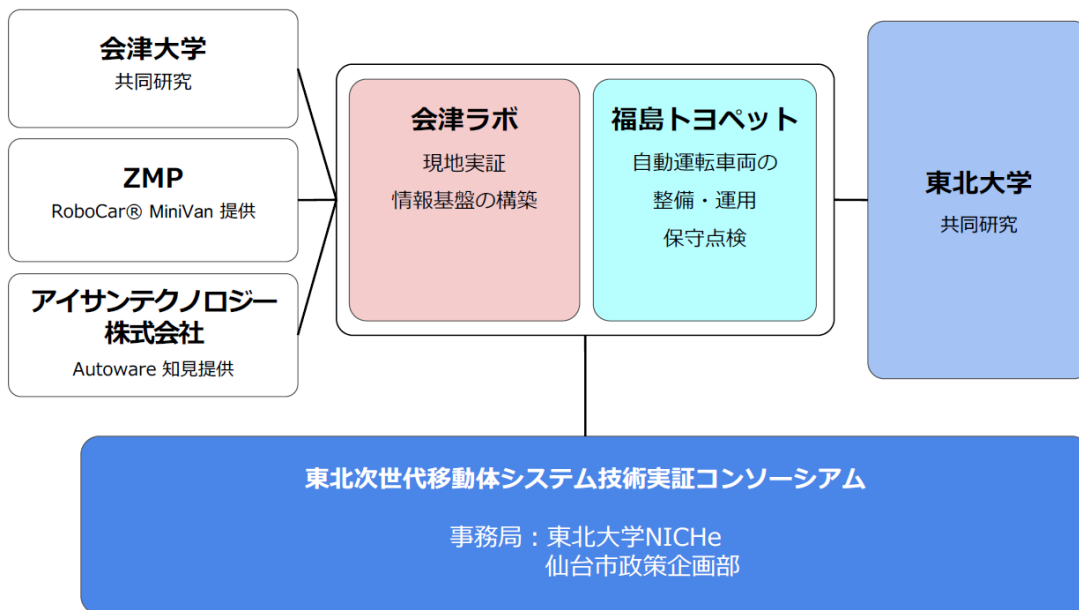 会津大学
共同研究
ZMP
RoboCar® MiniVan 提供
アイサンテクノロジー
株式会社
Autoware 知見提供
会津ラボ
現地実証
情報基盤の構築
福島トヨペット
自動運転車両の
整備・運用
保守点検
東北大学
共同研究
東北次世代移動体システム技術実証コンソーシアム
事務局：東北大学NICHe
仙台市政策企画部